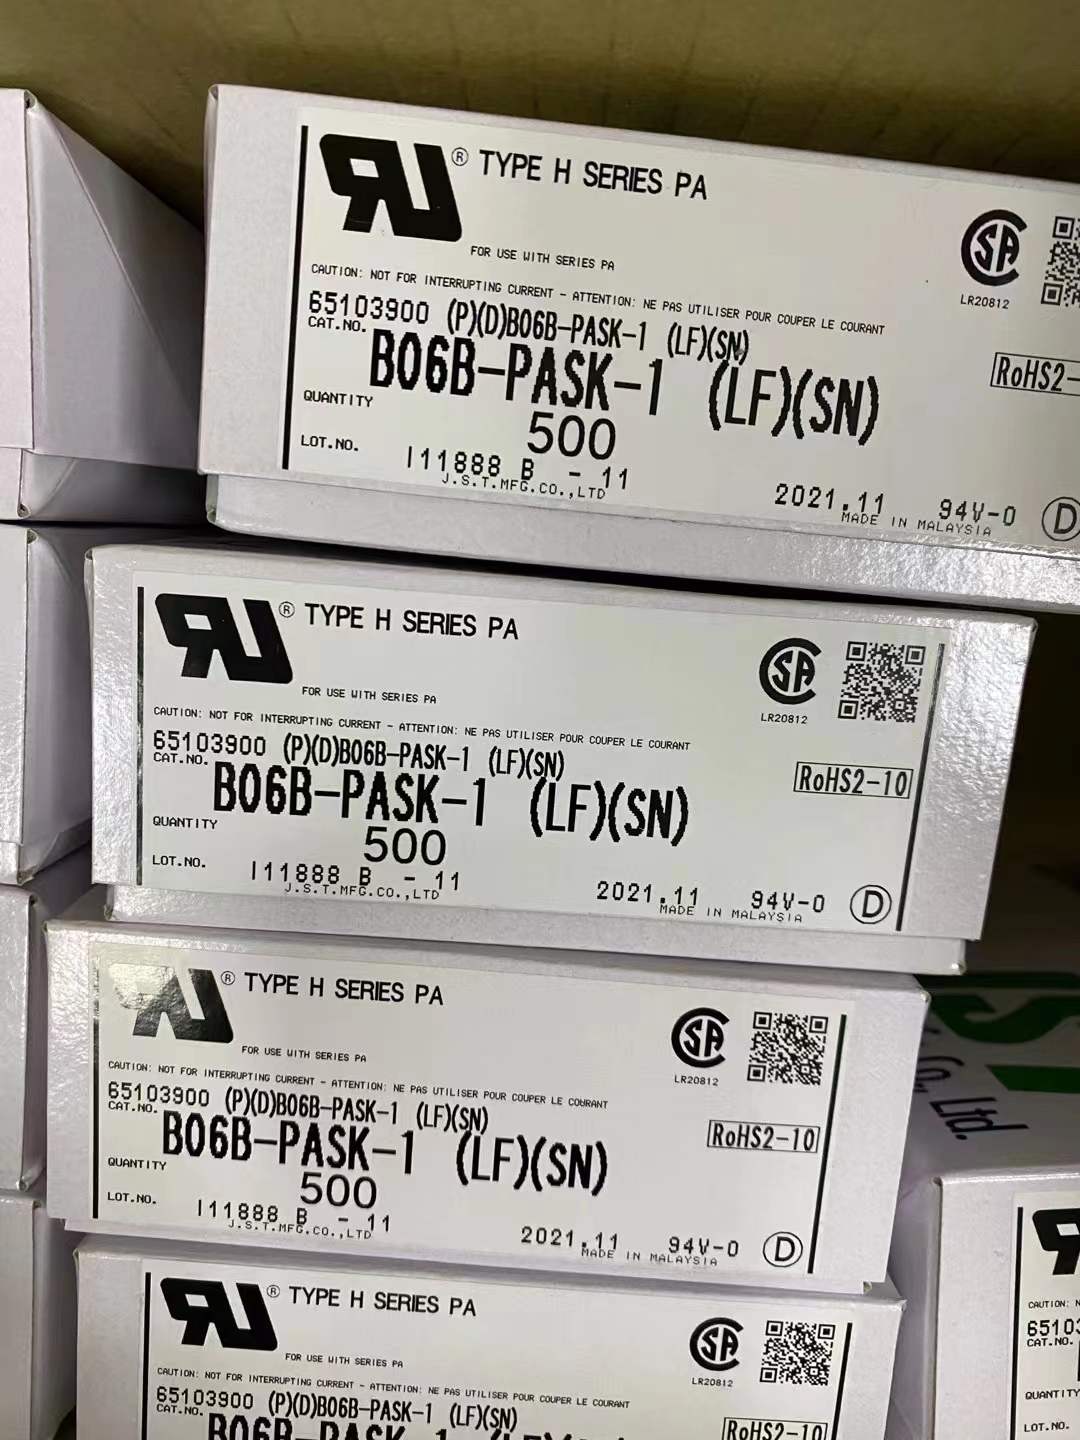 ® TYPE H SERIES PA
FOR USE WITH SERIES PA
CAUTION: NOT FOR INTERRUPTING CURRENT - ATTENTION: NE PAS UTILISER POUR COUPER LE COURANT
LR20812
65103900 (P)(D)B06B-PASK-1 (LF)(SN)
CAT.NO. B06B-PASK-1 (LF)(SN)
RoHS2-
QUANTITY 500
LOT.NO. I11888 B - 11
J.S.T.MFG.CO.,LTD
2021.11 94V-0 D
MADE IN MALAYSIA
® TYPE H SERIES PA
FOR USE WITH SERIES PA
LR20812
CAUTION: NOT FOR INTERRUPTING CURRENT - ATTENTION: NE PAS UTILISER POUR COUPER LE COURANT
65103900 (P)(D)B06B-PASK-1 (LF)(SN)
CAT.NO. B06B-PASK-1 (LF)(SN)
RoHS2-10
QUANTITY 500
LOT.NO. I11888 B - 11
J.S.T.MFG.CO.,LTD
2021.11 94V-0 D
MADE IN MALAYSIA
® TYPE H SERIES PA
FOR USE WITH SERIES PA
LR20812
CAUTION: NOT FOR INTERRUPTING CURRENT - ATTENTION: NE PAS UTILISER POUR COUPER LE COURANT
65103900 (P)(D)B06B-PASK-1 (LF)(SN)
CAT.NO. B06B-PASK-1 (LF)(SN)
RoHS2-10
QUANTITY 500
LOT.NO. I11888 B - 11
J.S.T.MFG.CO.,LTD
2021.11 94V-0 D
MADE IN MALAYSIA
Co., Ltd.
® TYPE H SERIES PA
FOR USE WITH SERIES PA
LR20812
CAUTION: NOT FOR INTERRUPTING CURRENT - ATTENTION: NE PAS UTILISER POUR COUPER LE COURANT
65103900 (P)(D)B06B-PASK-1 (LF)(SN)
CAT.NO. B06B-PASK-1 (LF)(SN)
RoHS2-10
CAUTION:
6510
CAT.NO.
QUANTITY
LOT.NO.